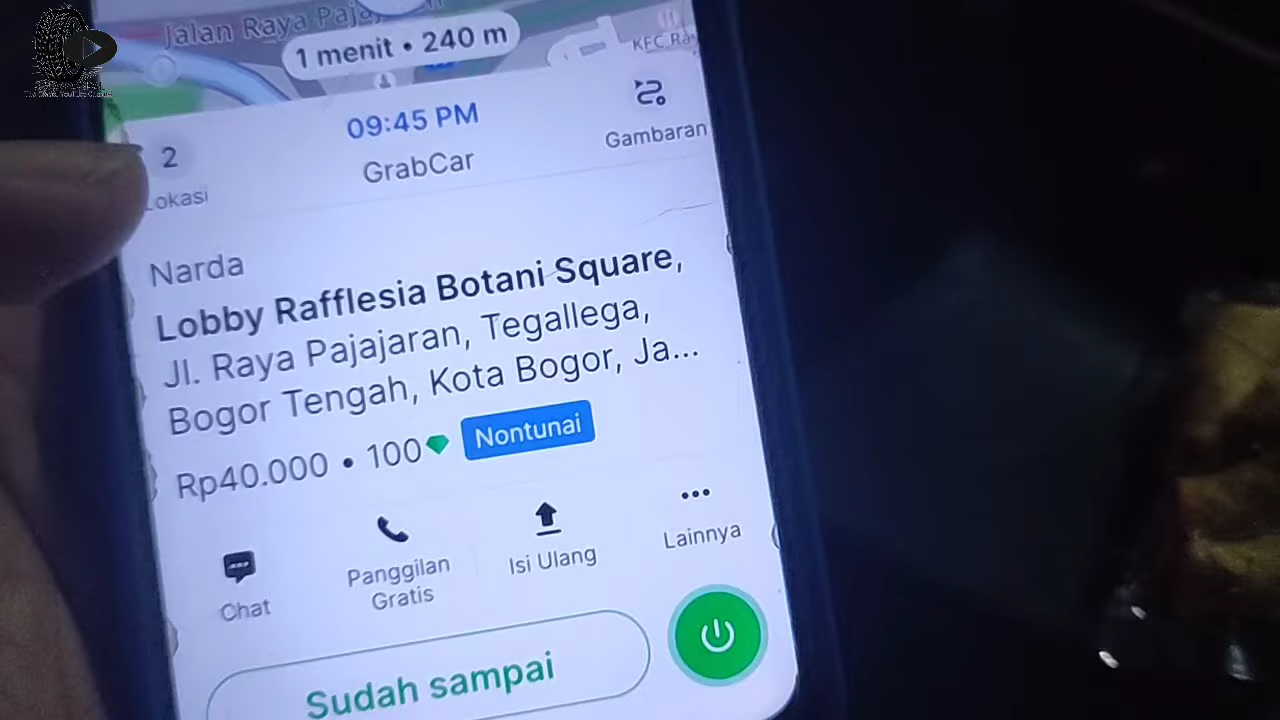 Jalan Raya Paja
1 menit • 240 m
KFC Ra
09:45 PM
2
Lokasi
GrabCar
Gambaran
Narda
Lobby Rafflesia Botani Square,
Jl. Raya Pajajaran, Tegallega,
Bogor Tengah, Kota Bogor, Ja...
Rp40.000 • 100 Nontunai
Chat
Panggilan
Gratis
Isi Ulang
Lainnya
Sudah sampai